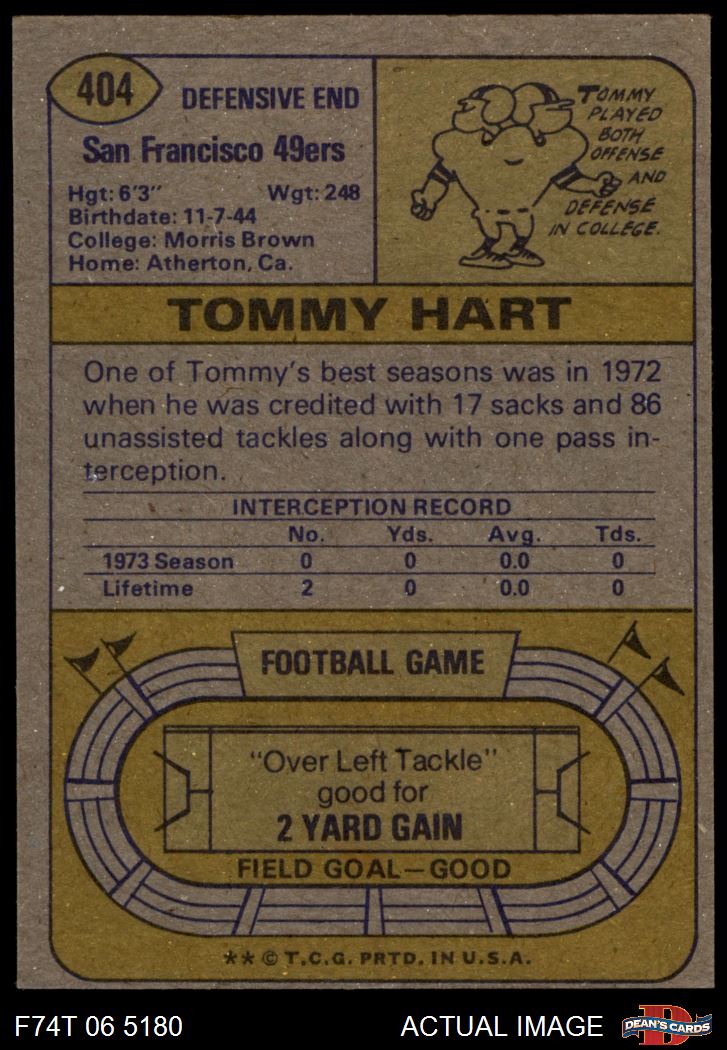 404
DEFENSIVE END
San Francisco 49ers
Hgt: 6'3" Wgt: 248
Birthdate: 11-7-44
College: Morris Brown
Home: Atherton, Ca.
TOMMY
PLAYED
BOTH
OFFENSE
AND
DEFENSE
IN COLLEGE.
TOMMY HART
One of Tommy's best seasons was in 1972
when he was credited with 17 sacks and 86
unassisted tackles along with one pass in-
terception.
INTERCEPTION RECORD
No. Yds. Avg. Tds.
1973 Season 0 0 0.0 0
Lifetime 2 0 0.0 0
FOOTBALL GAME
"Over Left Tackle"
good for
2 YARD GAIN
FIELD GOAL—GOOD
** © T.C.G. PRTD. IN U.S.A.
F74T 06 5180 ACTUAL IMAGE
D
DEAN'S CARDS